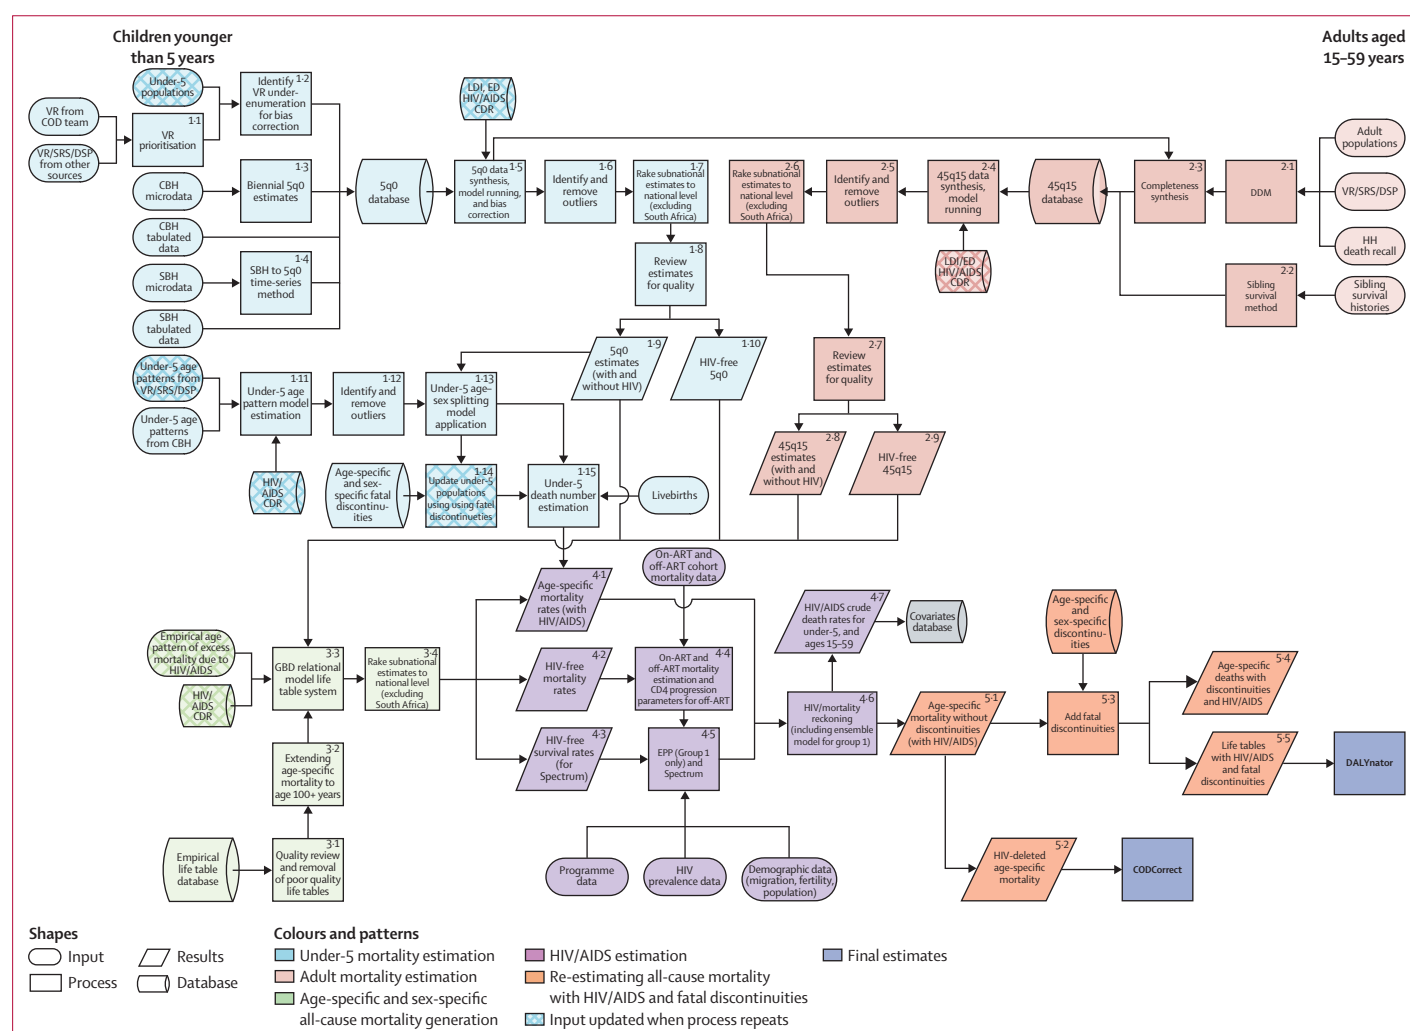 Children younger
than 5 years
Adults aged
15–59 years
Under-5
populations
VR from
COD team
VR/SRS/DSP
from other
sources
1·1
VR
prioritisation
1·2
Identify
VR under-
enumeration
for bias
correction
CBH
microdata
1·3
Biennial 5q0
estimates
CBH
tabulated
data
SBH
microdata
1·4
SBH to 5q0
time-series
method
SBH
tabulated
data
5q0
database
LDI, ED
HIV/AIDS
CDR
1·5
5q0 data
synthesis,
model running,
and bias
correction
1·6
Identify and
remove
outliers
1·7
Rake subnational
estimates to
national level
(excluding
South Africa)
1·8
Review
estimates
for quality
1·9
5q0
estimates
(with and
without HIV)
1·10
HIV-free
5q0
2·6
Rake subnational
estimates to
national level
(excluding
South Africa)
2·5
Identify and
remove
outliers
2·4
45q15 data
synthesis,
model
running
LDI/ED
HIV/AIDS
CDR
45q15
database
2·3
Completeness
synthesis
2·1
DDM
Adult
populations
VR/SRS/DSP
HH
death recall
2·2
Sibling
survival
method
Sibling
survival
histories
2·7
Review
estimates
for quality
2·8
45q15
estimates
(with and
without HIV)
2·9
HIV-free
45q15
Under-5 age
patterns from
VR/SRS/DSP
Under-5 age
patterns
from CBH
1·11
Under-5 age
pattern model
estimation
HIV/
AIDS
CDR
1·12
Identify and
remove
outliers
1·13
Under-5 age-
sex splitting
model
application
Age-specific
and sex-
specific fatal
discontinu-
ities
1·14
Update under-5
populations
using using fatel
discontinueties
1·15
Under-5
death number
estimation
Livebirths
Empirical age
pattern of excess
mortality due to
HIV/AIDS
HIV/
AIDS
CDR
3·3
GBD relational
model life
table system
3·4
Rake subnational
estimates to
national level
(excluding
South Africa)
3·2
Extending
age-specific
mortality to
age 100+ years
Empirical
life table
database
3·1
Quality review
and removal
of poor quality
life tables
4·1
Age-specific
mortality
rates (with
HIV/AIDS)
4·2
HIV-free
mortality
rates
4·3
HIV-free
survival rates
(for
Spectrum)
On-ART and
off-ART cohort
mortality data
4·4
On-ART and
off-ART mortality
estimation and
CD4 progression
parameters for off-ART
4·5
EPP (Group 1
only) and
Spectrum
Programme
data
HIV
prevalence data
Demographic data
(migration, fertility,
population)
4·7
HIV/AIDS crude
death rates for
under-5, and
ages 15–59
Covariates
database
4·6
HIV/mortality
reckoning
(including ensemble
model for group 1)
5·1
Age-specific
mortality without
discontinuities
(with HIV/AIDS)
Age-specific
and
sex-specific
discontinu-
ities
5·3
Add fatal
discontinuities
5·4
Age-specific
deaths with
discontinuities
and HIV/AIDS
5·5
Life tables
with HIV/AIDS
and fatal
discontinuities
DALYnator
5·2
HIV-deleted
age-specific
mortality
CODCorrect
Shapes
Input
Results
Process
Database
Colours and patterns
Under-5 mortality estimation
Adult mortality estimation
Age-specific and sex-specific
all-cause mortality generation
HIV/AIDS estimation
Re-estimating all-cause mortality
with HIV/AIDS and fatal discontinuities
Input updated when process repeats
Final estimates